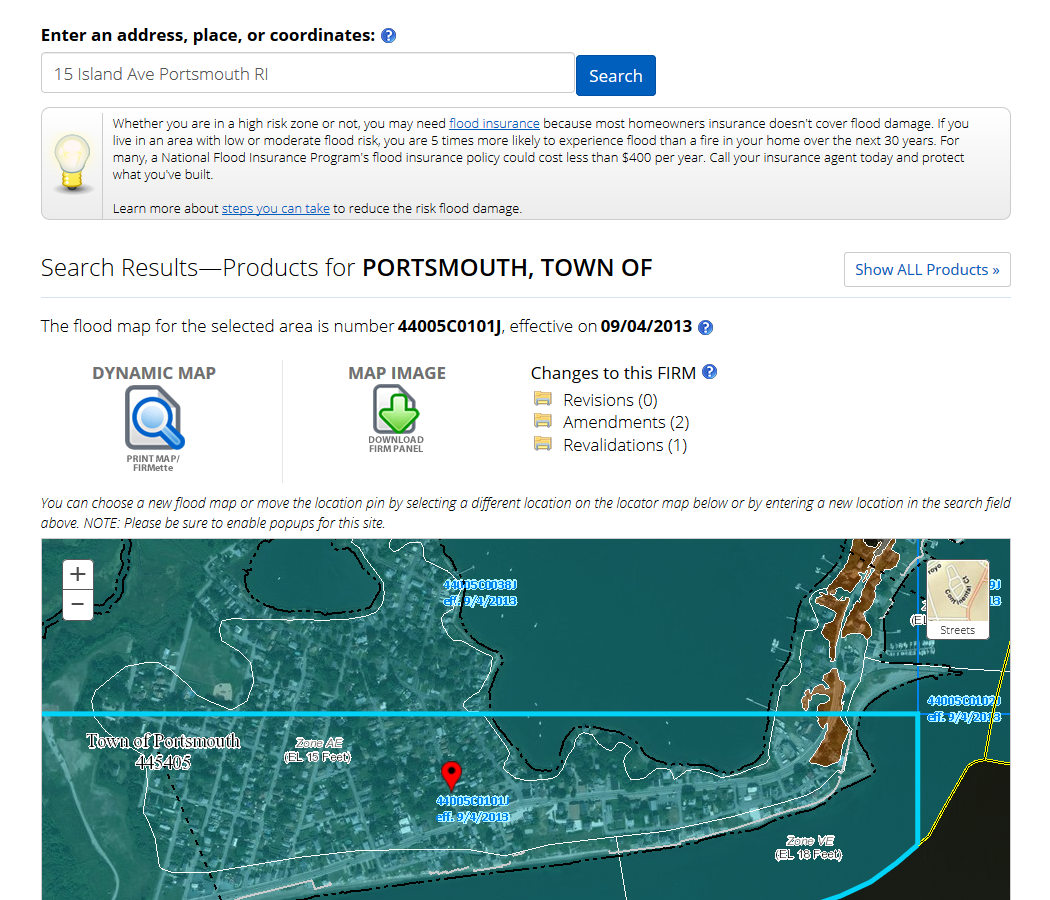 Enter an address, place, or coordinates: ?
15 Island Ave Portsmouth RI
Search
Whether you are in a high risk zone or not, you may need flood insurance because most homeowners insurance doesn't cover flood damage. If you
live in an area with low or moderate flood risk, you are 5 times more likely to experience flood than a fire in your home over the next 30 years. For
many, a National Flood Insurance Program's flood insurance policy could cost less than $400 per year. Call your insurance agent today and protect
what you've built.
Learn more about steps you can take to reduce the risk flood damage.
Search Results—Products for PORTSMOUTH, TOWN OF
Show ALL Products »
The flood map for the selected area is number 44005C0101J, effective on 09/04/2013 ?
DYNAMIC MAP
PRINT MAP/
FIRMette
MAP IMAGE
DOWNLOAD
FIRM PANEL
Changes to this FIRM ?
Revisions (0)
Amendments (2)
Revalidations (1)
You can choose a new flood map or move the location pin by selecting a different location on the locator map below or by entering a new location in the search field
above. NOTE: Please be sure to enable popups for this site.
+
−
44005C0038J
eff. 9/4/2013
Continental
Streets
(EL
44005C0102J
eff. 9/4/2013
Town of Portsmouth
445405
Zone AE
(EL 15 Feet)
44005C0101J
eff. 9/4/2013
Zone VE
(EL 18 Feet)